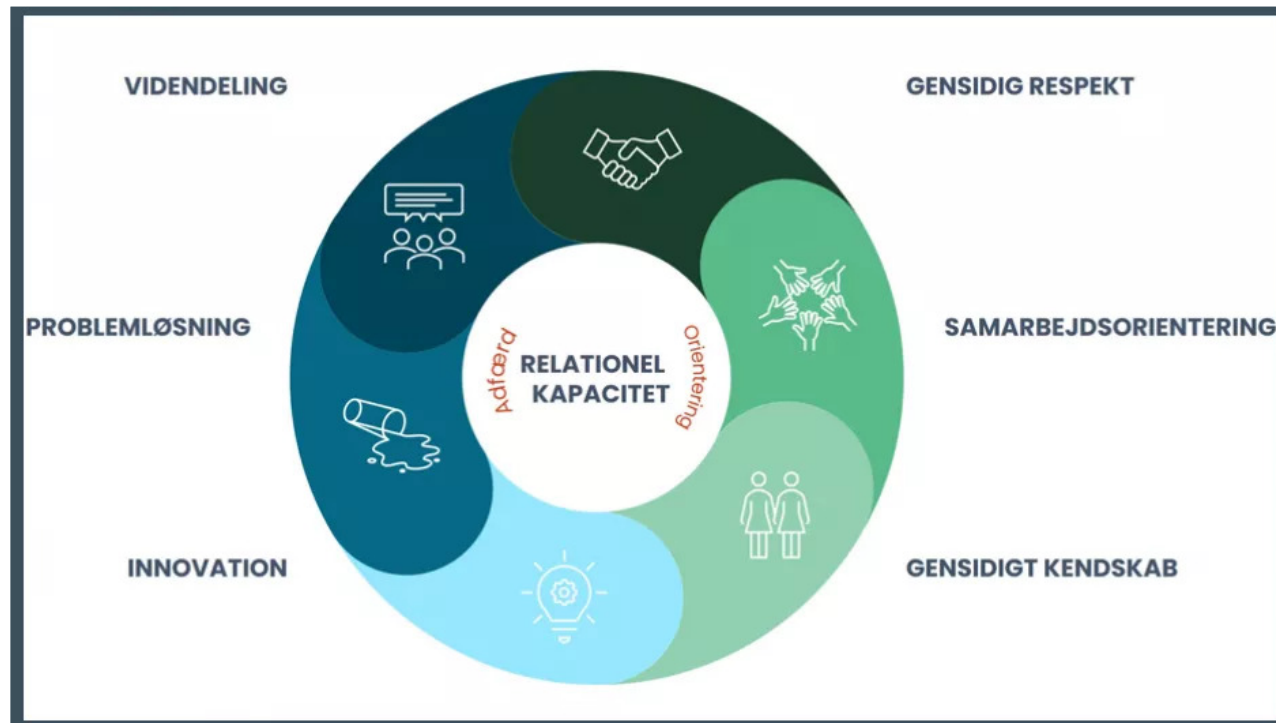 VIDENDELING
GENSIDIG RESPEKT
PROBLEMLØSNING
SAMARBEJDSORIENTERING
Adfærd
RELATIONEL
KAPACITET
Orientering
INNOVATION
GENSIDIGT KENDSKAB